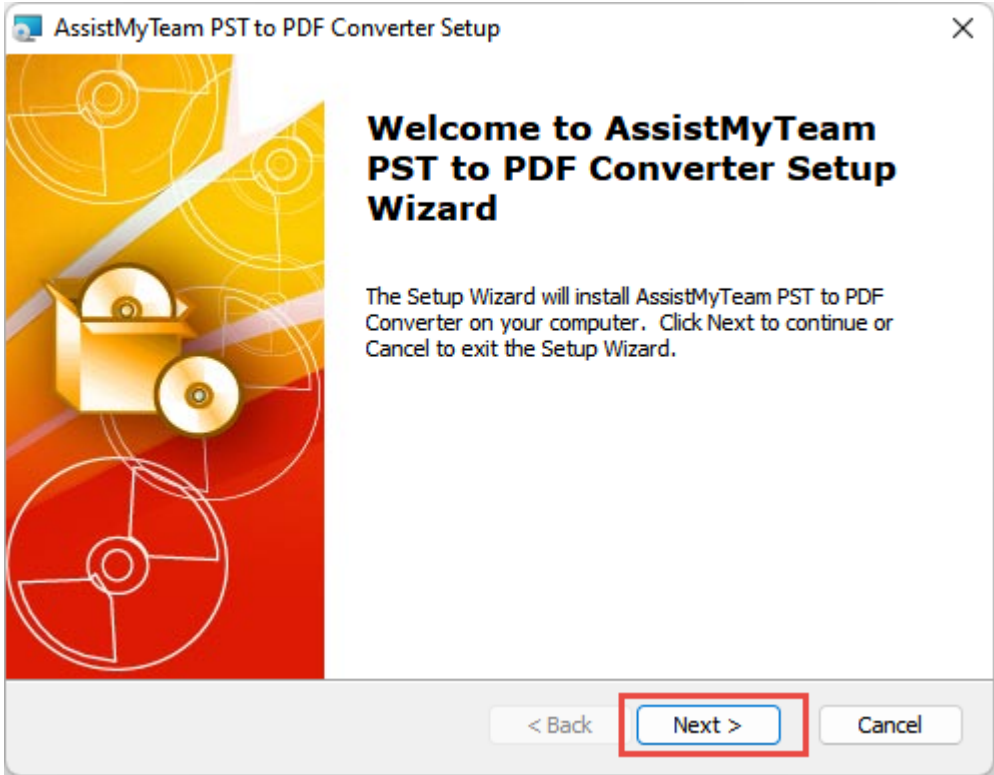 AssistMyTeam PST to PDF Converter Setup
Welcome to AssistMyTeam
PST to PDF Converter Setup
Wizard
The Setup Wizard will install AssistMyTeam PST to PDF
Converter on your computer.  Click Next to continue or
Cancel to exit the Setup Wizard.
< Back
Next >
Cancel